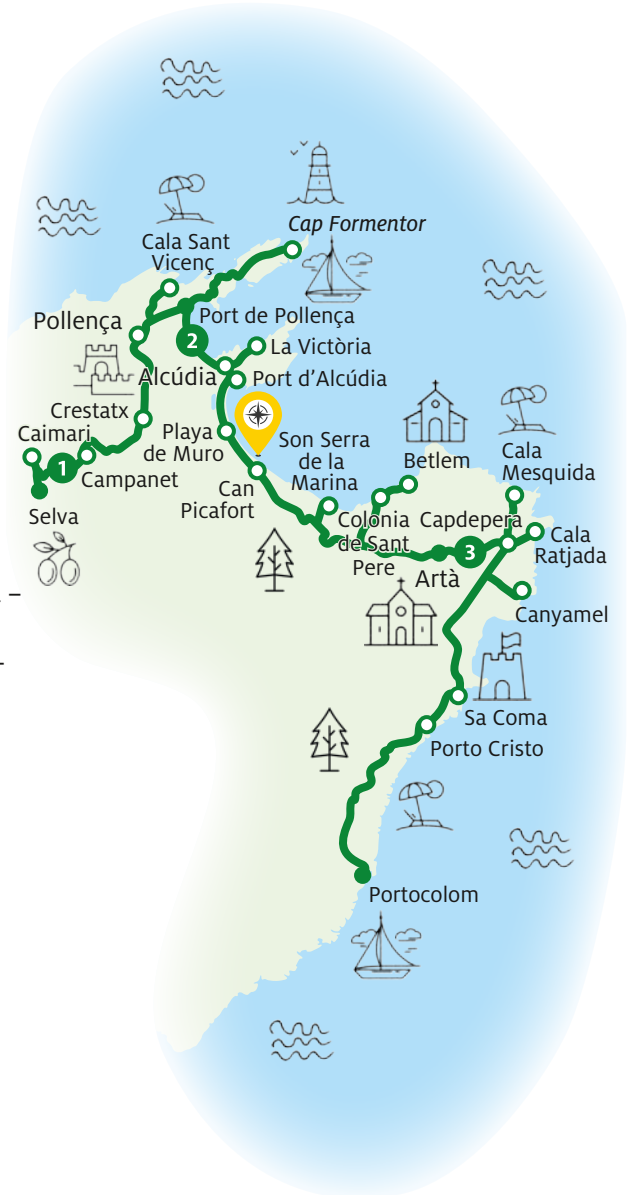 Cap Formentor
Cala Sant
Vicenç
Pollença
Port de Pollença
2
La Victòria
Alcúdia
Port d'Alcúdia
Crestatx
Caimari
1
Campanet
Selva
Playa
de Muro
Can
Picafort
Son Serra
de la
Marina
Betlem
Cala
Mesquida
Colònia
de Sant
Pere
Capdepera
3
Artà
Cala
Ratjada
Canyamel
Sa Coma
Porto Cristo
Portocolom